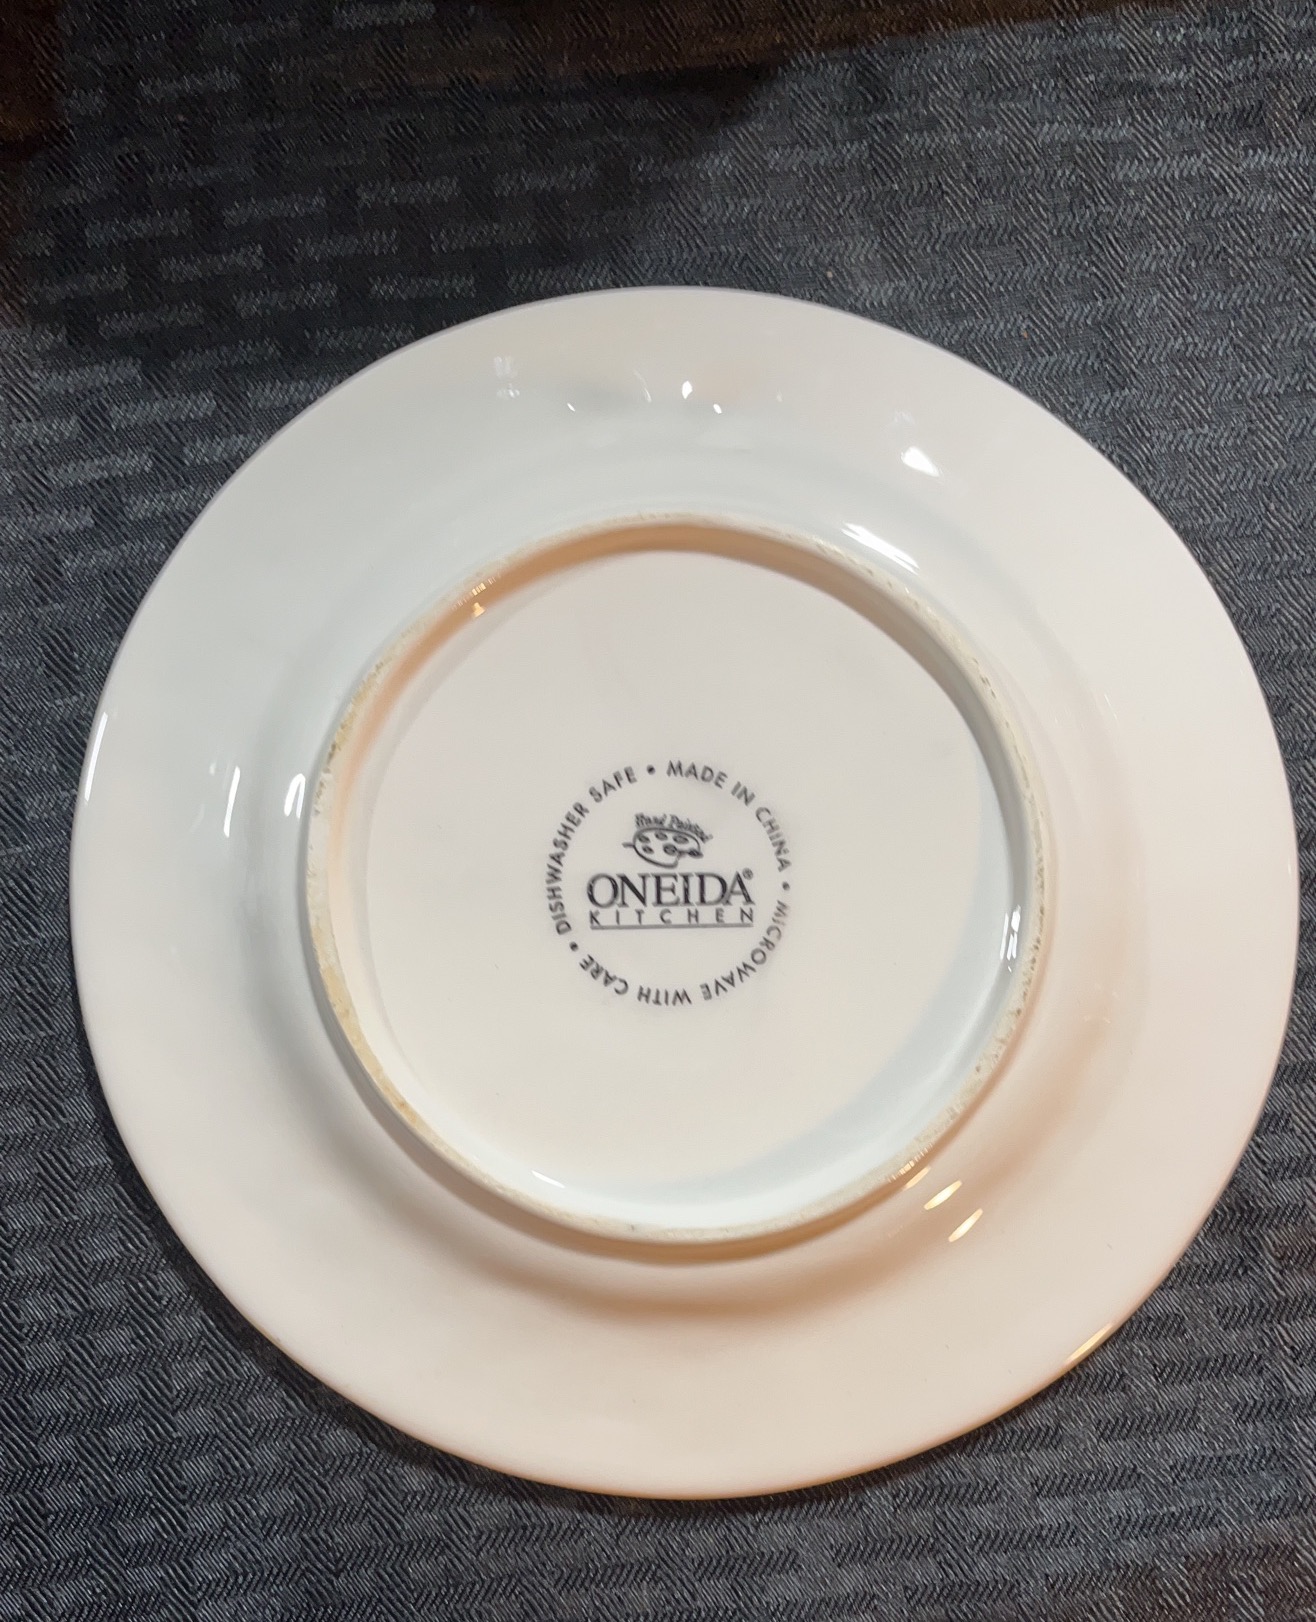 DISHWASHER SAFE • MADE IN CHINA • MICROWAVE WITH CARE •
Hand Painted
ONEIDA®
KITCHEN